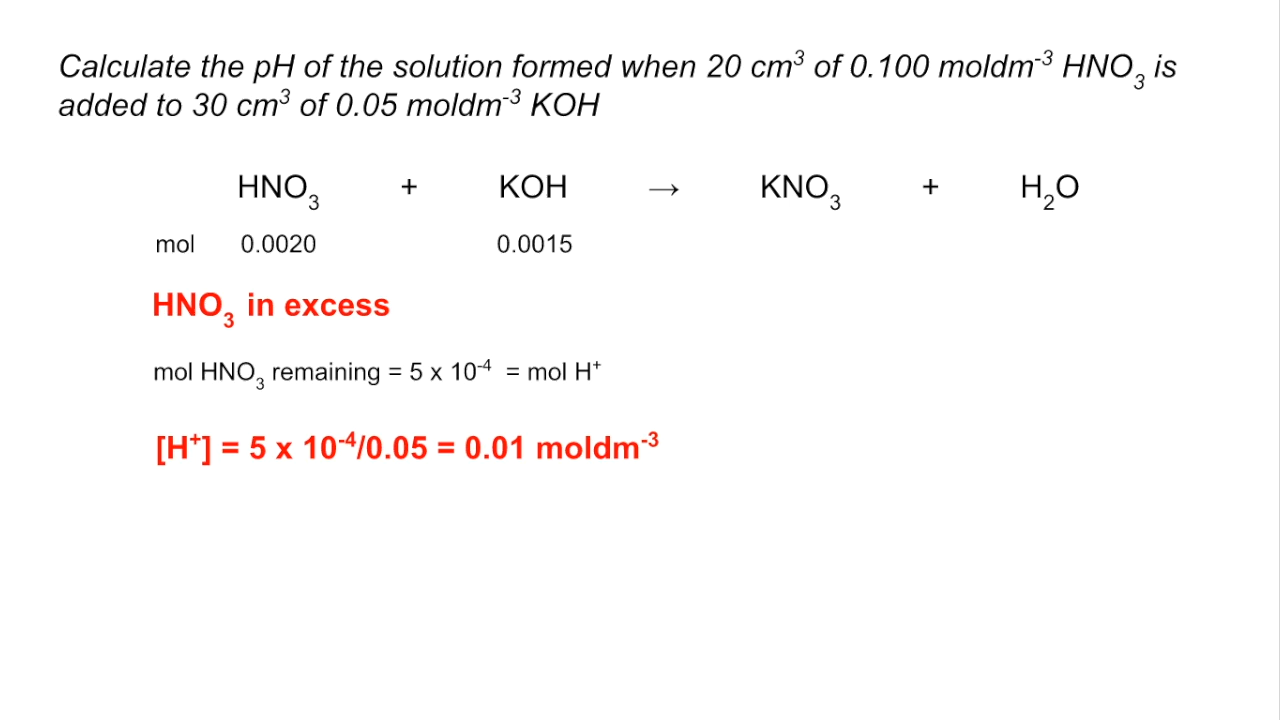 Calculate the pH of the solution formed when 20 cm³ of 0.100 moldm⁻³ HNO₃ is
added to 30 cm³ of 0.05 moldm⁻³ KOH
HNO₃ + KOH → KNO₃ + H₂O
mol 0.0020 0.0015
HNO₃ in excess
mol HNO₃ remaining = 5 x 10⁻⁴ = mol H⁺
[H⁺] = 5 x 10⁻⁴/0.05 = 0.01 moldm⁻³